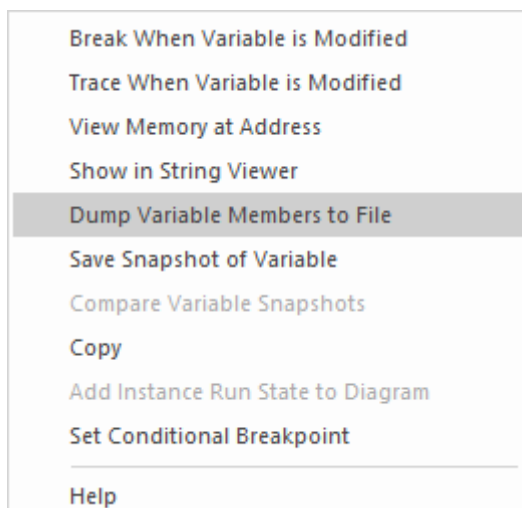 Break When Variable is Modified
Trace When Variable is Modified
View Memory at Address
Show in String Viewer
Dump Variable Members to File
Save Snapshot of Variable
Compare Variable Snapshots
Copy
Add Instance Run State to Diagram
Set Conditional Breakpoint
Help